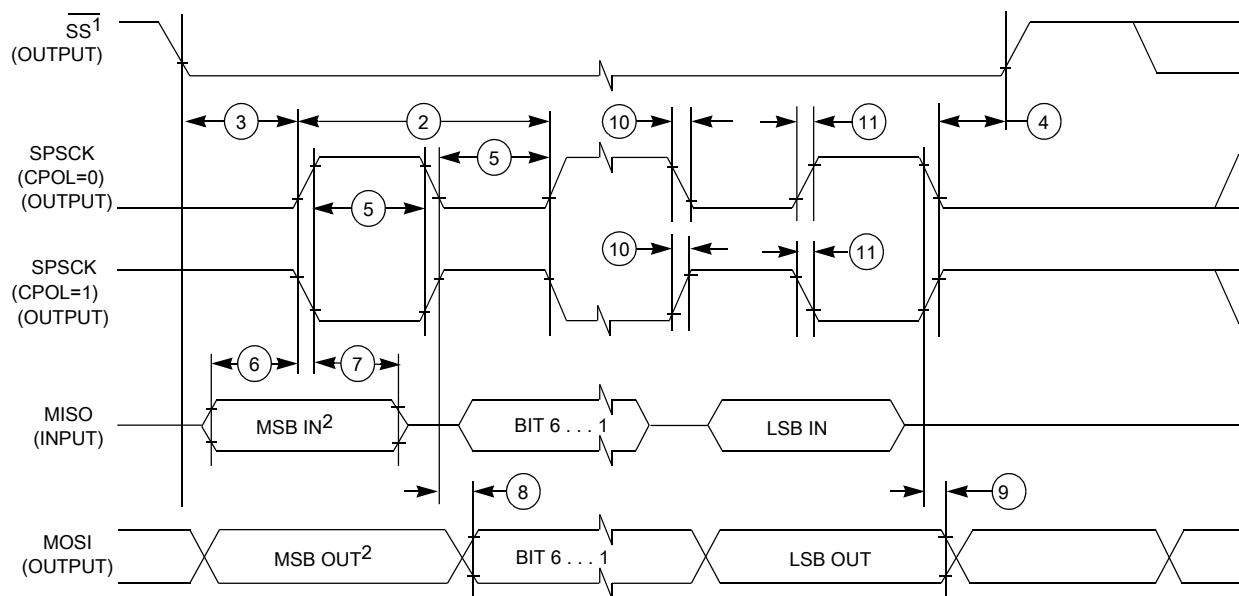 SS1
(OUTPUT)
3
2
10
11
4
SPSCK
(CPOL=0)
(OUTPUT)
5
5
SPSCK
(CPOL=1)
(OUTPUT)
10
11
6
7
MISO
(INPUT)
MSB IN2
BIT 6 . . . 1
LSB IN
8
9
MOSI
(OUTPUT)
MSB OUT2
BIT 6 . . . 1
LSB OUT